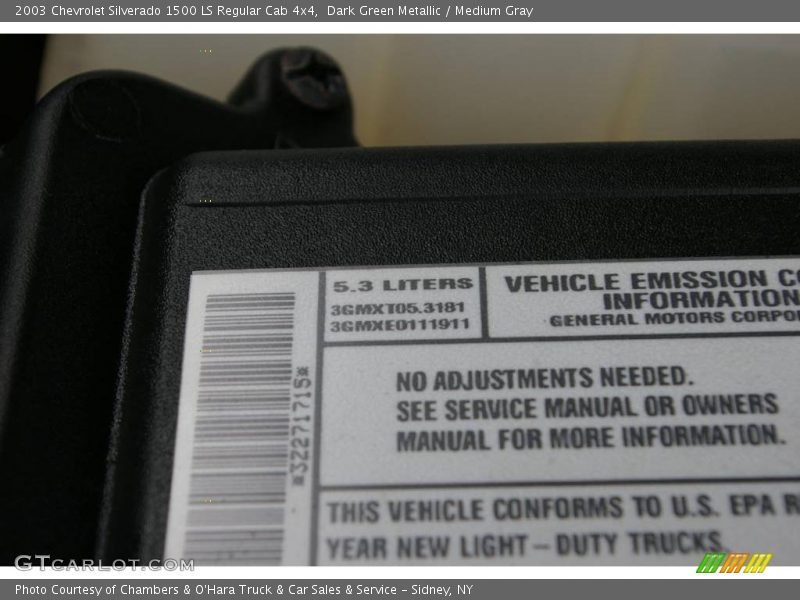 2003 Chevrolet Silverado 1500 LS Regular Cab 4x4,  Dark Green Metallic / Medium Gray
5.3 LITERS
3GMXT05.3181
3GMXE0111911
VEHICLE EMISSION CO
INFORMATION
GENERAL MOTORS CORPOR
*32271715*
NO ADJUSTMENTS NEEDED.
SEE SERVICE MANUAL OR OWNERS
MANUAL FOR MORE INFORMATION.
THIS VEHICLE CONFORMS TO U.S. EPA R
YEAR NEW LIGHT-DUTY TRUCKS.
GTCARLOT.COM
Photo Courtesy of Chambers & O'Hara Truck & Car Sales & Service - Sidney, NY